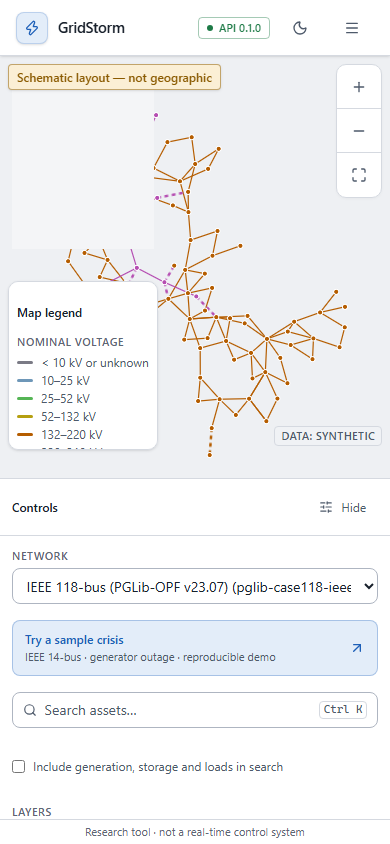 GridStorm
API 0.1.0
Schematic layout — not geographic
Map legend
NOMINAL VOLTAGE
< 10 kV or unknown
10–25 kV
25–52 kV
52–132 kV
132–220 kV
DATA: SYNTHETIC
Controls
Hide
NETWORK
IEEE 118-bus (PGLib-OPF v23.07) (pglib-case118-ieee
Try a sample crisis
IEEE 14-bus · generator outage · reproducible demo
Search assets...
Ctrl K
Include generation, storage and loads in search
LAYERS
Research tool · not a real-time control system